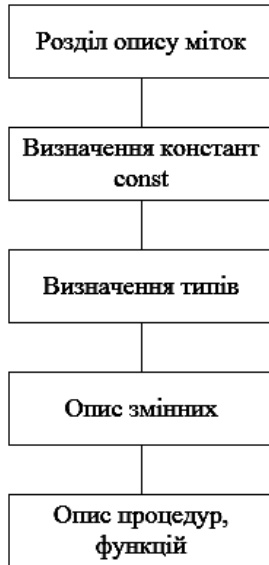 Розділ опису міток
Визначення констант
const
Визначення типів
Опис змінних
Опис процедур,
функцій